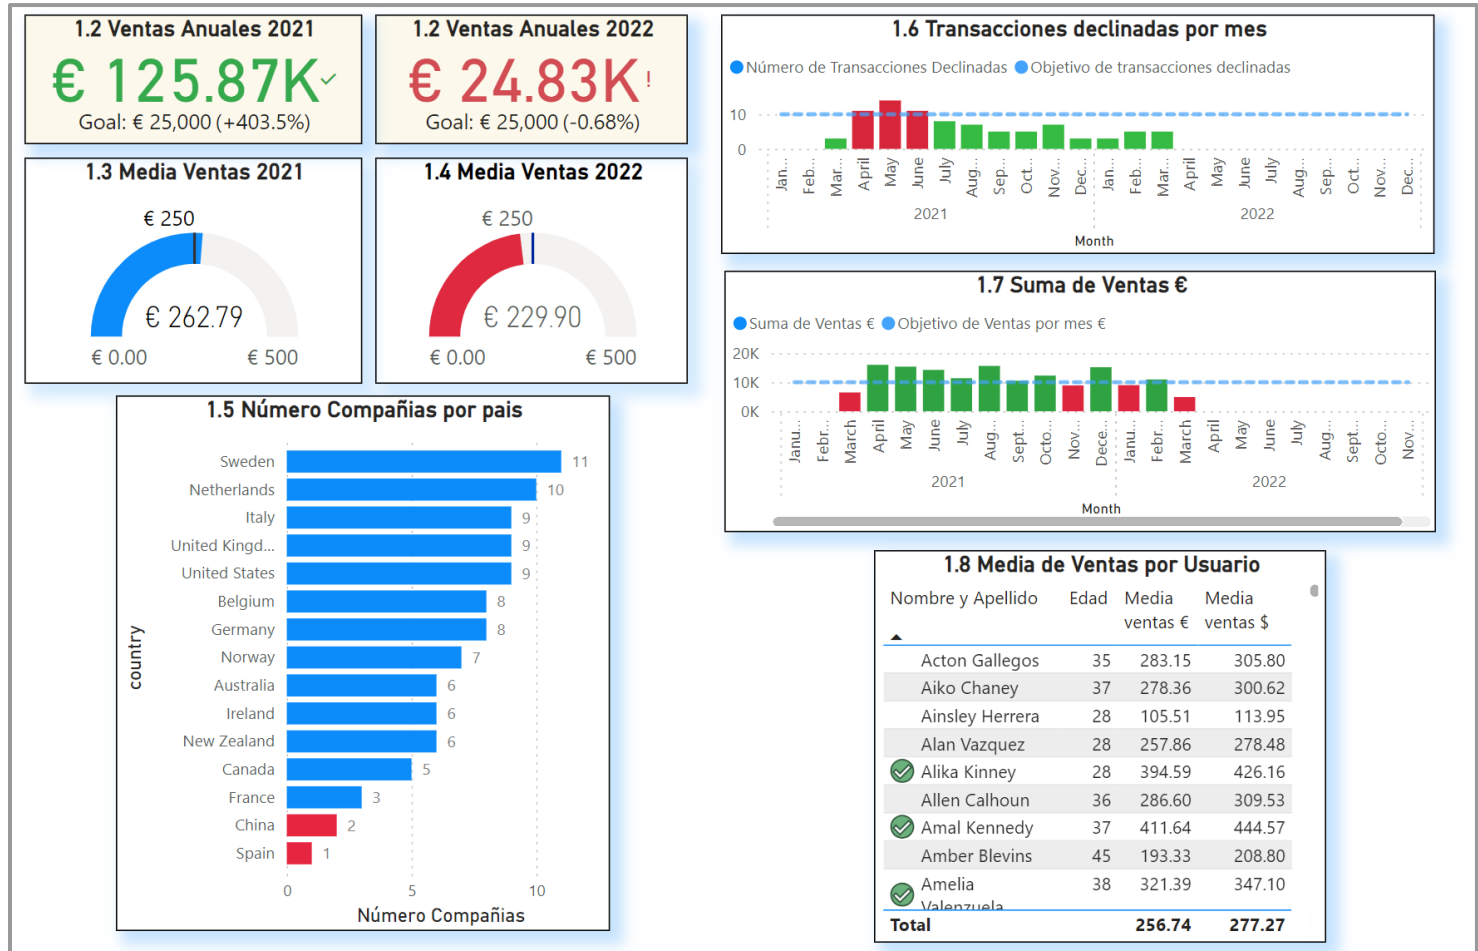 1.2 Ventas Anuales 2021
€ 125.87K
Goal: € 25,000 (+403.5%)
1.2 Ventas Anuales 2022
€ 24.83K!
Goal: € 25,000 (-0.68%)
1.3 Media Ventas 2021
€ 250
€ 262.79
€ 0.00 € 500
1.4 Media Ventas 2022
€ 250
€ 229.90
€ 0.00 € 500
1.5 Número Compañias por pais
country
Sweden 11
Netherlands 10
Italy 9
United Kingd... 9
United States 9
Belgium 8
Germany 8
Norway 7
Australia 6
Ireland 6
New Zealand 6
Canada 5
France 3
China 2
Spain 1
0 5 10
Número Compañias
1.6 Transacciones declinadas por mes
Número de Transacciones Declinadas Objetivo de transacciones declinadas
10
0
Jan... Feb... Mar... April May June July Aug... Sep... Oct... Nov... Dec... Jan... Feb... Mar... April May June July Aug... Sep... Oct... Nov... Dec...
2021 2022
Month
1.7 Suma de Ventas €
Suma de Ventas € Objetivo de Ventas por mes €
20K
10K
0K
Janu... Febr... March April May June July Aug... Sept... Octo... Nov... Dece... Janu... Febr... March April May June July Aug... Sept... Octo... Nov...
2021 2022
Month
1.8 Media de Ventas por Usuario
Nombre y Apellido Edad Media ventas € Media ventas $
Acton Gallegos 35 283.15 305.80
Aiko Chaney 37 278.36 300.62
Ainsley Herrera 28 105.51 113.95
Alan Vazquez 28 257.86 278.48
Alika Kinney 28 394.59 426.16
Allen Calhoun 36 286.60 309.53
Amal Kennedy 37 411.64 444.57
Amber Blevins 45 193.33 208.80
Amelia 38 321.39 347.10
Valenzuela
Total 256.74 277.27